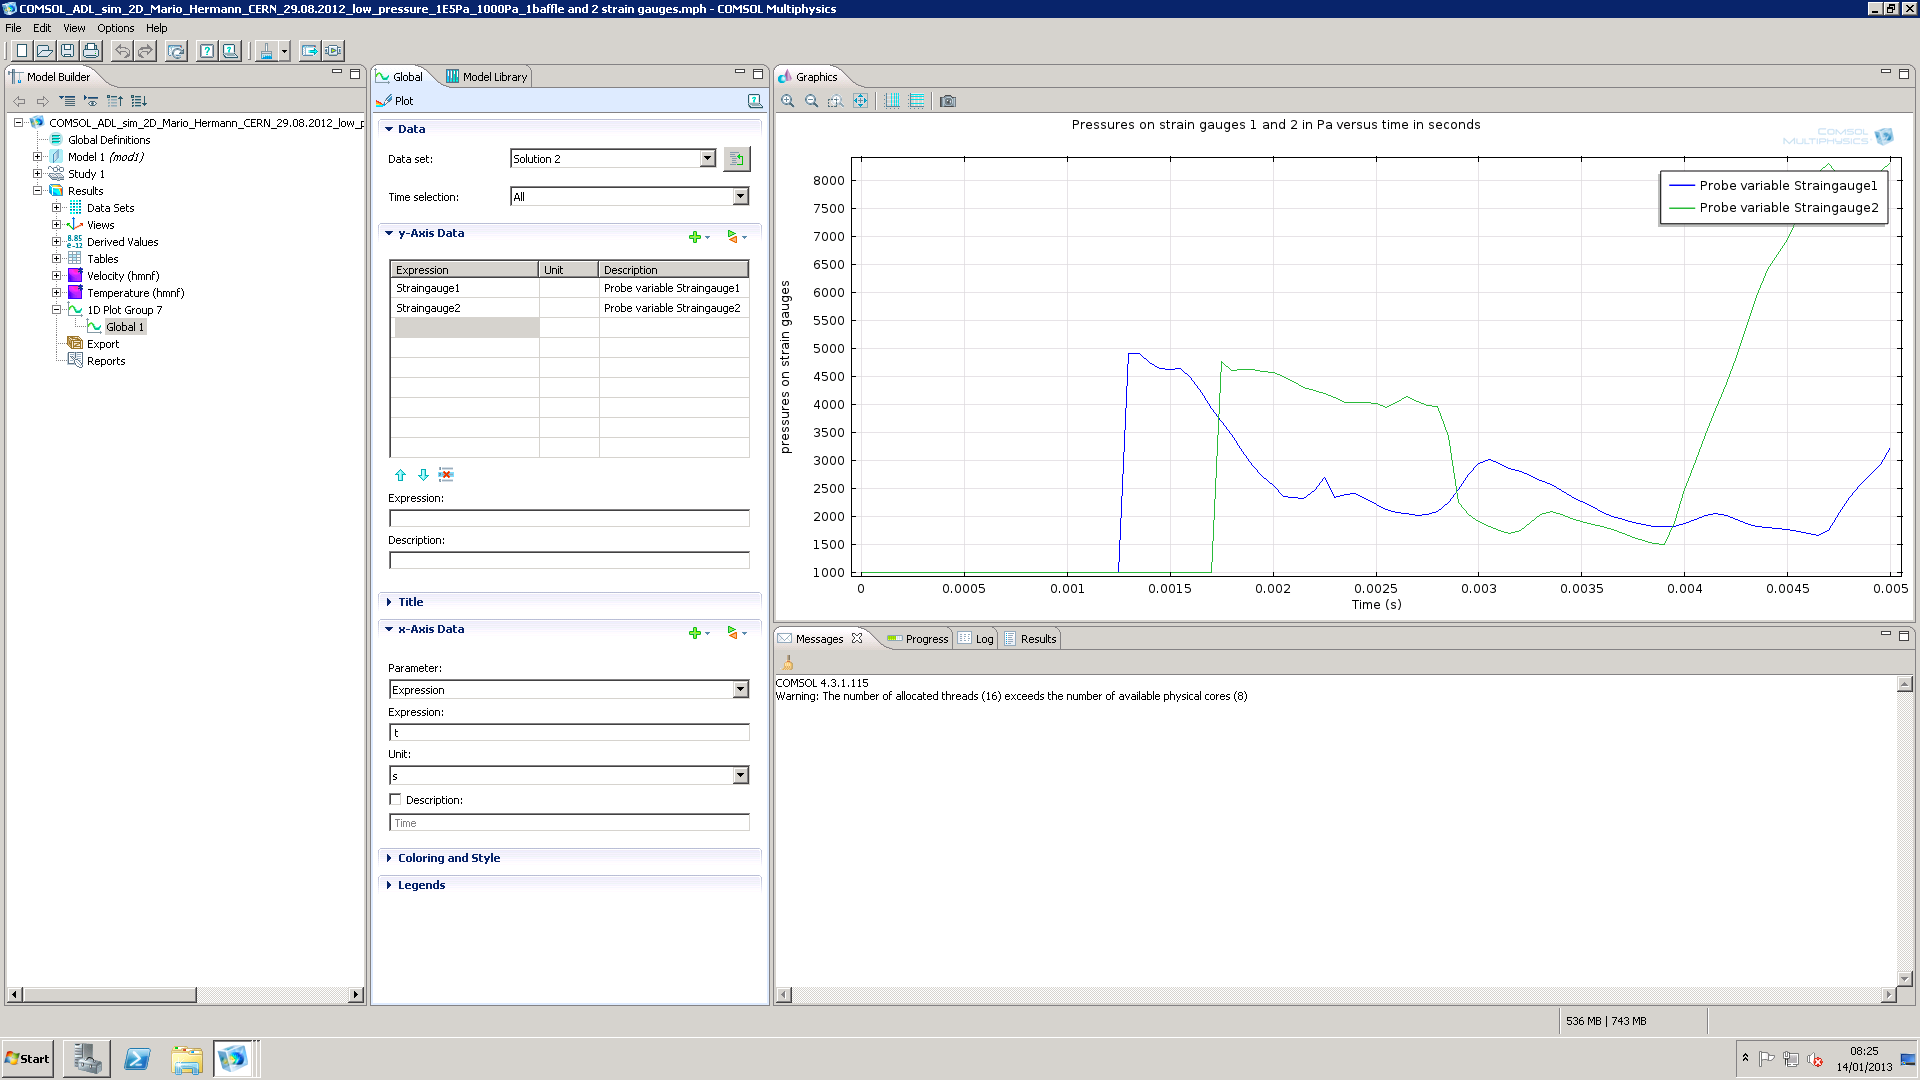 COMSOL_ADL_sim_2D_Mario_Hermann_CERN_29.08.2012_low_pressure_1E5Pa_1000Pa_1baffle and 2 strain gauges.mph - COMSOL Multiphysics
File Edit View Options Help
Model Builder
COMSOL_ADL_sim_2D_Mario_Hermann_CERN_29.08.2012_low_p
Global Definitions
Model 1 (mod1)
Study 1
Results
Data Sets
Views
8.85
e-12
Derived Values
Tables
Velocity (hmnf)
Temperature (hmnf)
1D Plot Group 7
Global 1
Export
Reports
Global Model Library
Plot
Data
Data set: Solution 2
Time selection: All
y-Axis Data
Expression Unit Description
Straingauge1 Probe variable Straingauge1
Straingauge2 Probe variable Straingauge2
Expression:
Description:
Title
x-Axis Data
Parameter:
Expression
Expression:
t
Unit:
s
Description:
Time
Coloring and Style
Legends
Graphics
Pressures on strain gauges 1 and 2 in Pa versus time in seconds
COMSOL
MULTIPHYSICS
Probe variable Straingauge1
Probe variable Straingauge2
pressures on strain gauges
8000
7500
7000
6500
6000
5500
5000
4500
4000
3500
3000
2500
2000
1500
1000
0 0.0005 0.001 0.0015 0.002 0.0025 0.003 0.0035 0.004 0.0045 0.005
Time (s)
Messages Progress Log Results
COMSOL 4.3.1.115
Warning: The number of allocated threads (16) exceeds the number of available physical cores (8)
536 MB | 743 MB
Start
08:25
14/01/2013